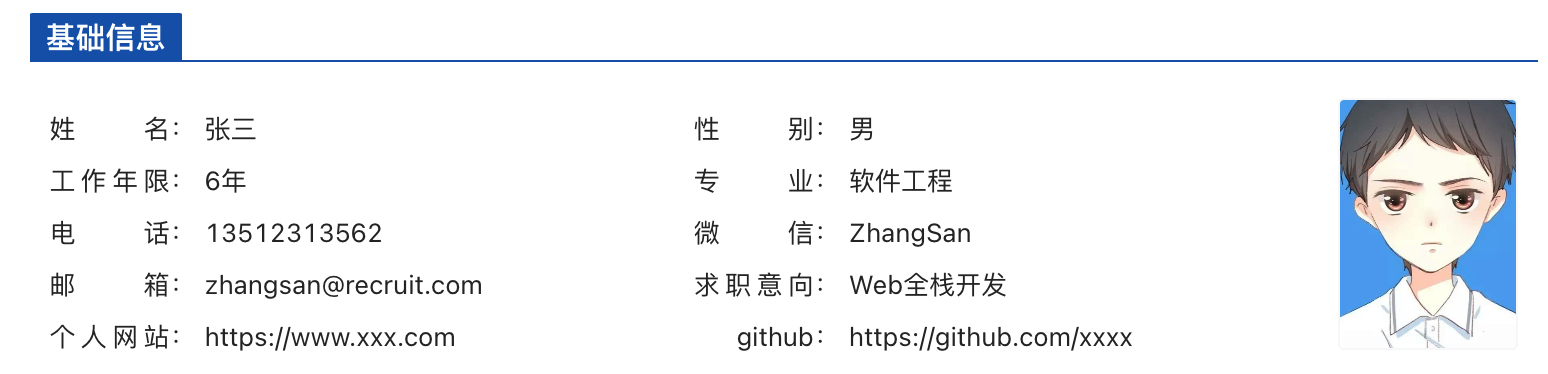 基础信息
姓名： 张三 性别： 男
工作年限： 6年 专业： 软件工程
电话： 13512313562 微信： ZhangSan
邮箱： zhangsan@recruit.com 求职意向： Web全栈开发
个人网站： https://www.xxx.com github： https://github.com/xxxx